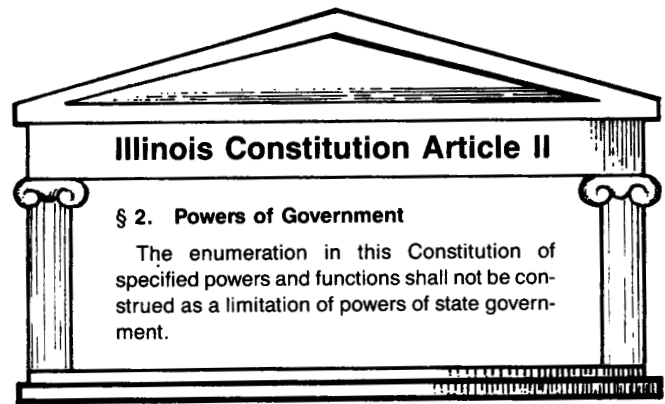 Illinois Constitution Article II
§ 2. Powers of Government
The enumeration in this Constitution of
specified powers and functions shall not be con-
strued as a limitation of powers of state govern-
ment.